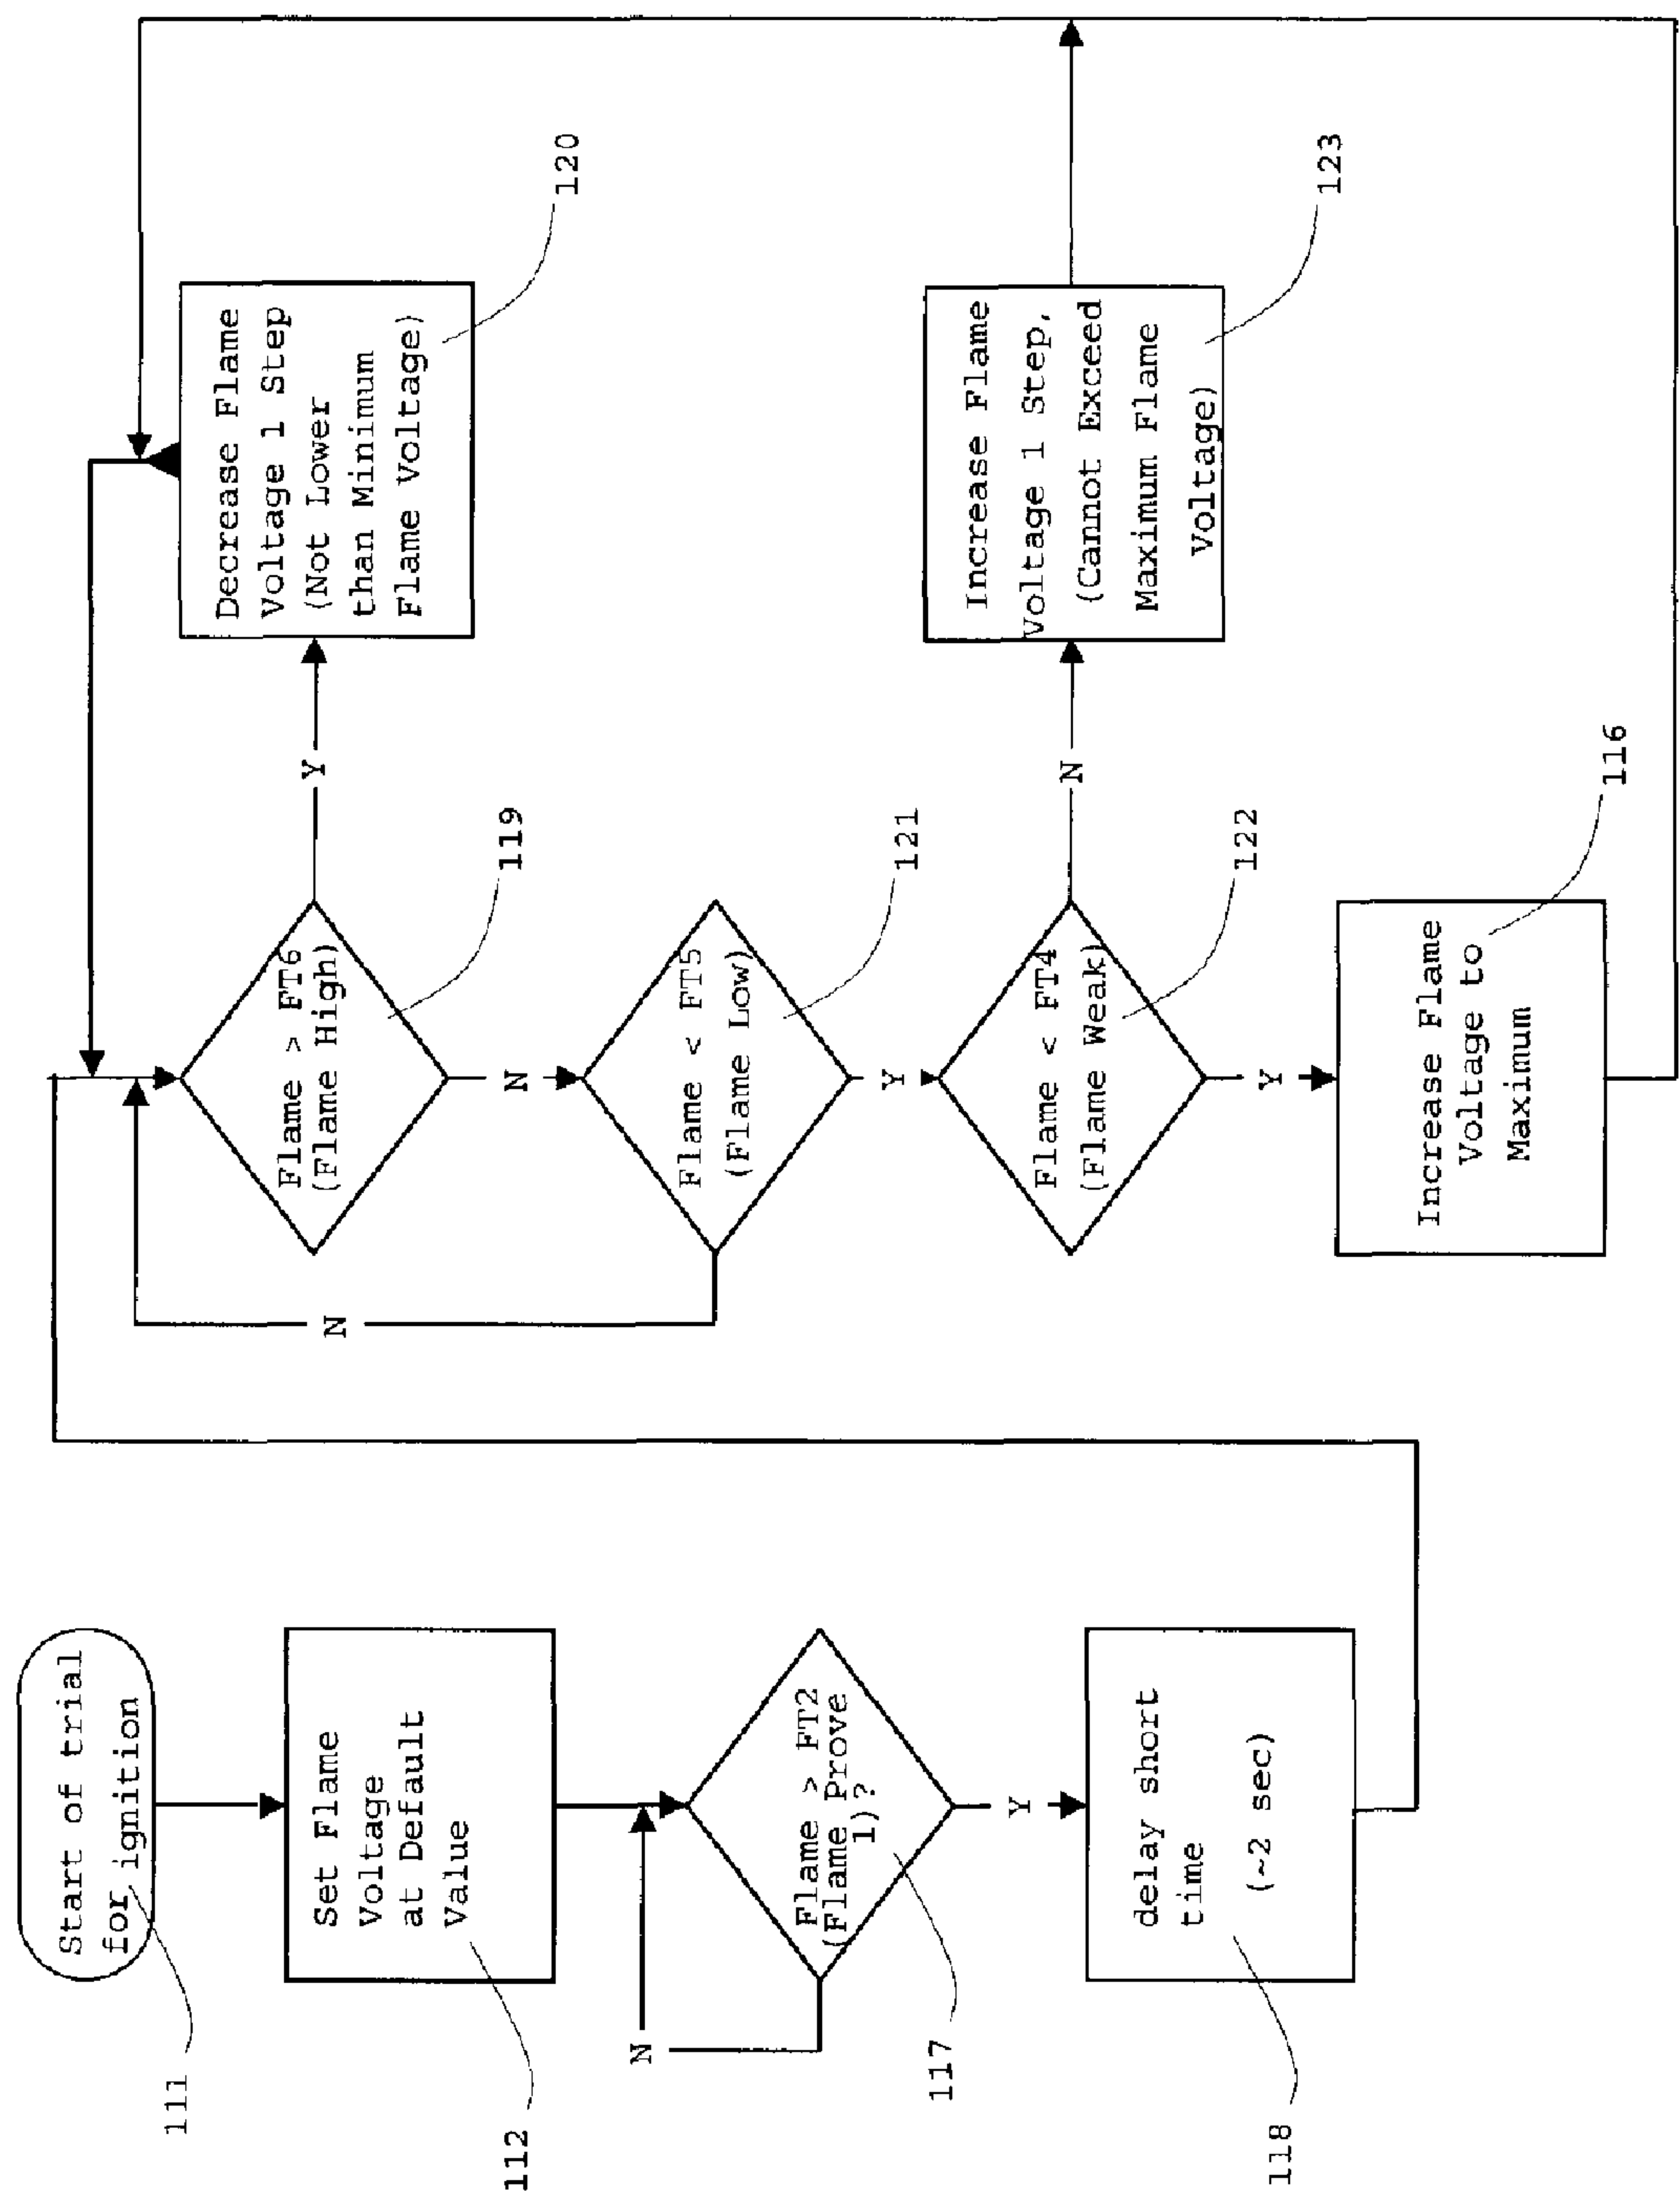 Start of trial
for ignition
111
Set Flame
Voltage
at Default
Value
112
Flame > FT2
(Flame Prove
1)?
N
Y
117
delay short
time
(~2 sec)
118
Flame > FT6
(Flame High)
Y
N
119
Decrease Flame
Voltage 1 Step
(Not Lower
than Minimum
Flame Voltage)
120
Flame < FT5
(Flame Low)
N
Y
121
Flame < FT4
(Flame Weak)
N
Y
122
Increase Flame
Voltage 1 Step,
(Cannot Exceed
Maximum Flame
Voltage)
123
Increase Flame
Voltage to
Maximum
116